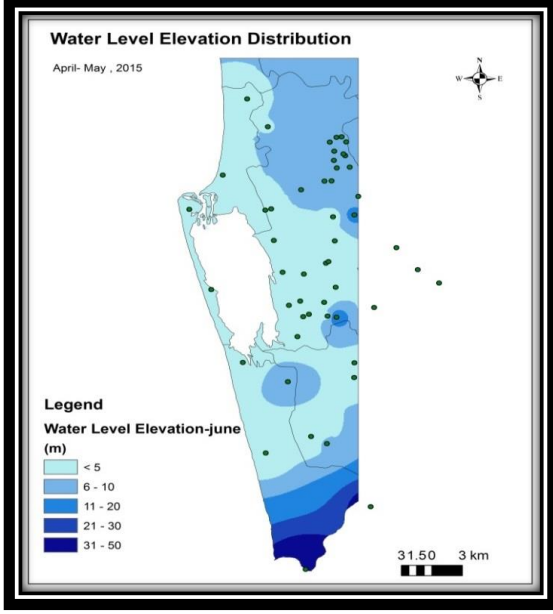 Water Level Elevation Distribution
April- May , 2015
N
W E
S
Legend
Water Level Elevation-june
(m)
< 5
6 - 10
11 - 20
21 - 30
31 - 50
31.50 3 km